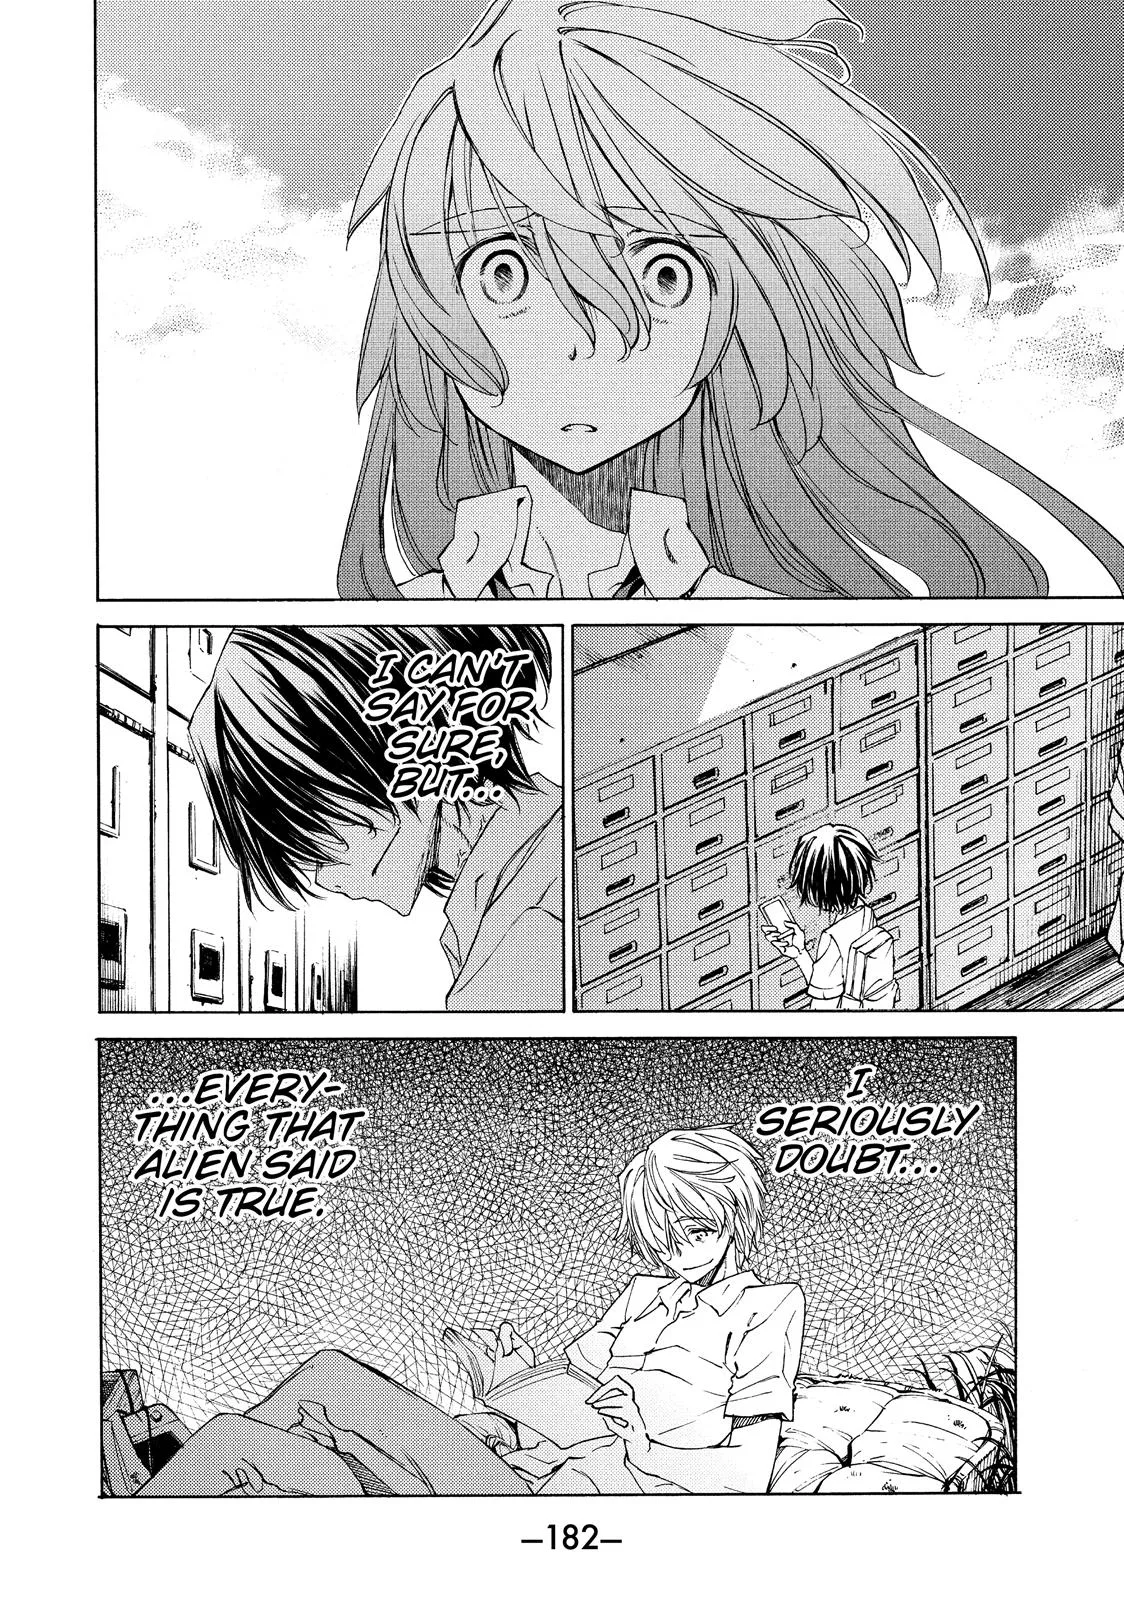 I CAN'T
SAY FOR
SURE,
BUT...
I
SERIOUSLY
DOUBT...
...EVERY-
THING THAT
ALIEN SAID
IS TRUE.
—182—